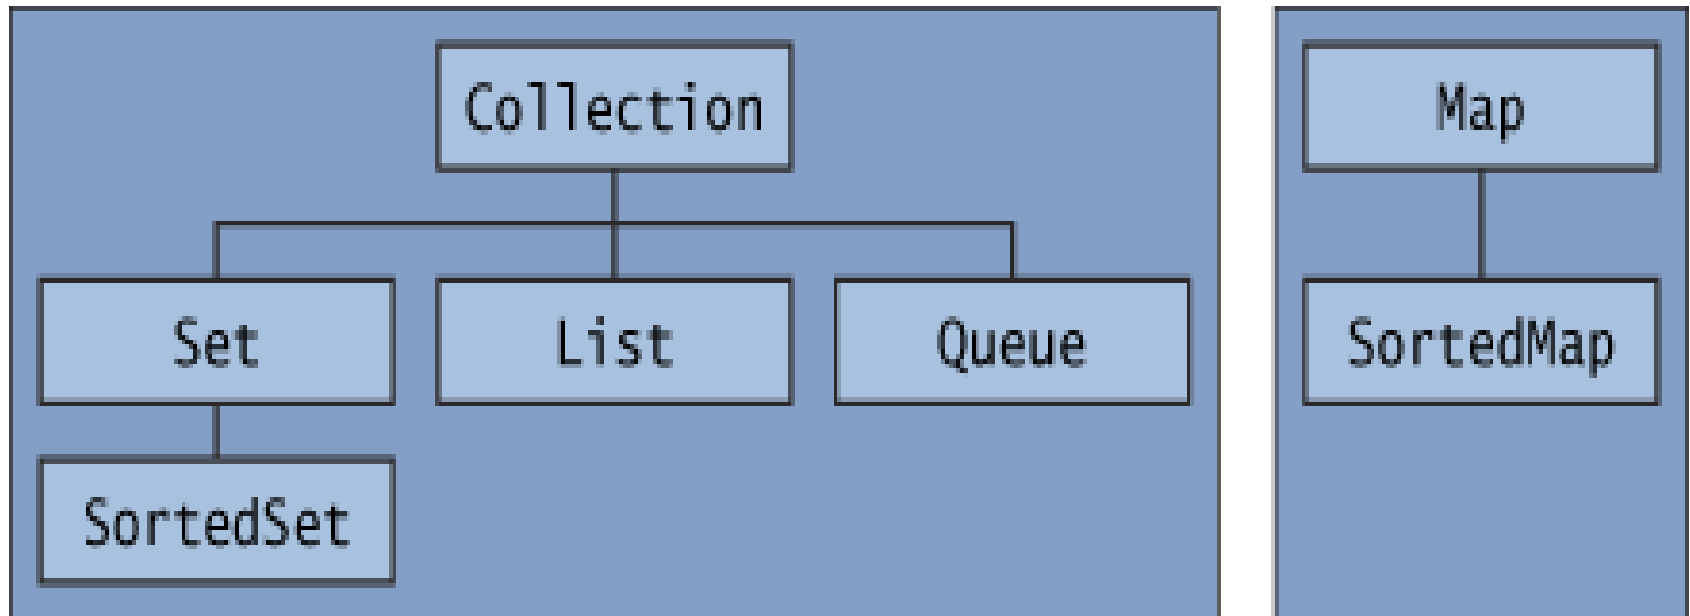 Collection
Map
Set
List
Queue
SortedMap
SortedSet